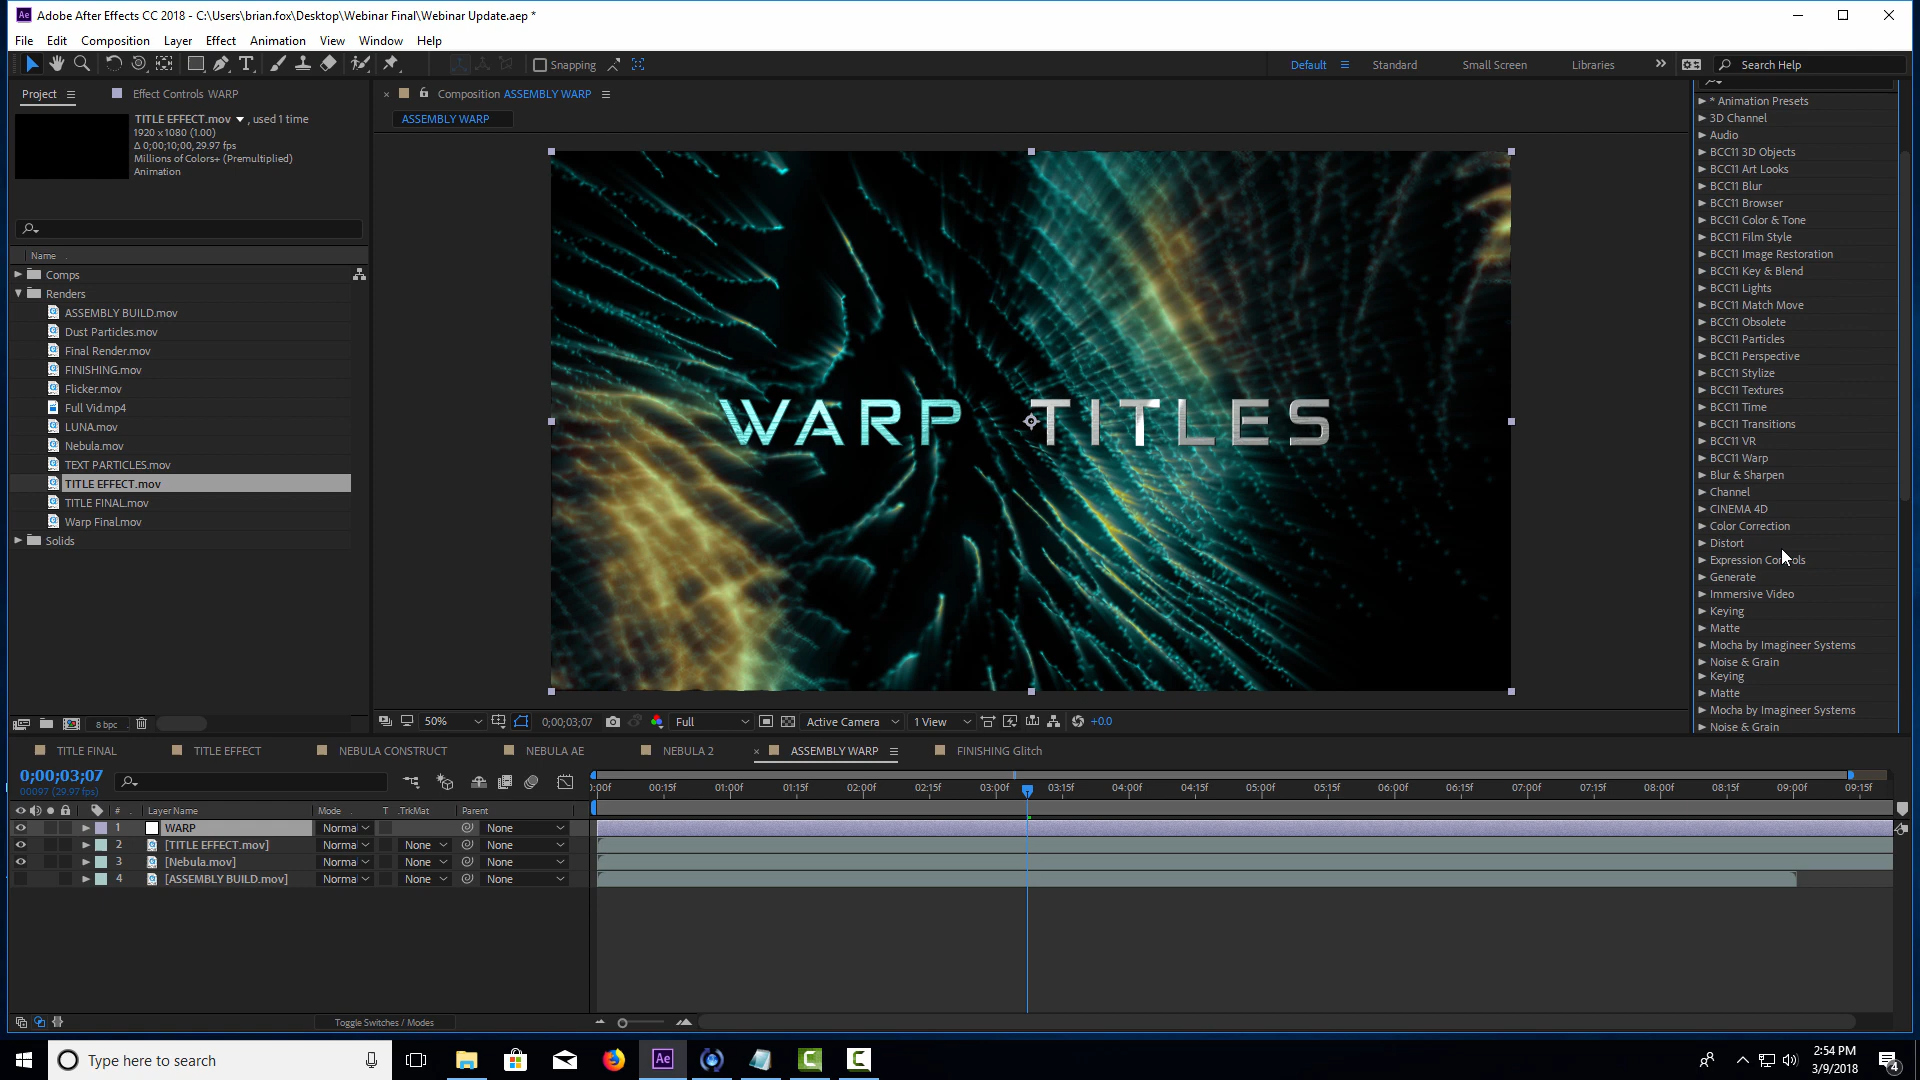 Adobe After Effects CC 2018 - C:\Users\brian.fox\Desktop\Webinar Final\Webinar Update.aep *
File Edit Composition Layer Effect Animation View Window Help
Snapping
Default Standard Small Screen Libraries Search Help
Project Effect Controls WARP
TITLE EFFECT.mov , used 1 time
1920 x1080 (1.00)
Δ 0;00;10;00, 29.97 fps
Millions of Colors+ (Premultiplied)
Animation
Name
Comps
Renders
ASSEMBLY BUILD.mov
Dust Particles.mov
Final Render.mov
FINISHING.mov
Flicker.mov
Full Vid.mp4
LUNA.mov
Nebula.mov
TEXT PARTICLES.mov
TITLE EFFECT.mov
TITLE FINAL.mov
Warp Final.mov
Solids
8 bpc
Composition ASSEMBLY WARP
ASSEMBLY WARP
WARP TITLES
50% 0;00;03;07 Full Active Camera 1 View +0.0
* Animation Presets
3D Channel
Audio
BCC11 3D Objects
BCC11 Art Looks
BCC11 Blur
BCC11 Browser
BCC11 Color & Tone
BCC11 Film Style
BCC11 Image Restoration
BCC11 Key & Blend
BCC11 Lights
BCC11 Match Move
BCC11 Obsolete
BCC11 Particles
BCC11 Perspective
BCC11 Stylize
BCC11 Textures
BCC11 Time
BCC11 Transitions
BCC11 VR
BCC11 Warp
Blur & Sharpen
Channel
CINEMA 4D
Color Correction
Distort
Expression Controls
Generate
Immersive Video
Keying
Matte
Mocha by Imagineer Systems
Noise & Grain
Keying
Matte
Mocha by Imagineer Systems
Noise & Grain
TITLE FINAL TITLE EFFECT NEBULA CONSTRUCT NEBULA AE NEBULA 2 ASSEMBLY WARP FINISHING Glitch
0;00;03;07
00097 (29.97 fps)
:00f 00:15f 01:00f 01:15f 02:00f 02:15f 03:00f 03:15f 04:00f 04:15f 05:00f 05:15f 06:00f 06:15f 07:00f 07:15f 08:00f 08:15f 09:00f 09:15f
# Layer Name Mode T .TrkMat Parent
1 WARP Norma None
2 [TITLE EFFECT.mov] Norma None None
3 [Nebula.mov] Norma None None
4 [ASSEMBLY BUILD.mov] Norma None None
Toggle Switches / Modes
Type here to search
Ae
2:54 PM
3/9/2018
4